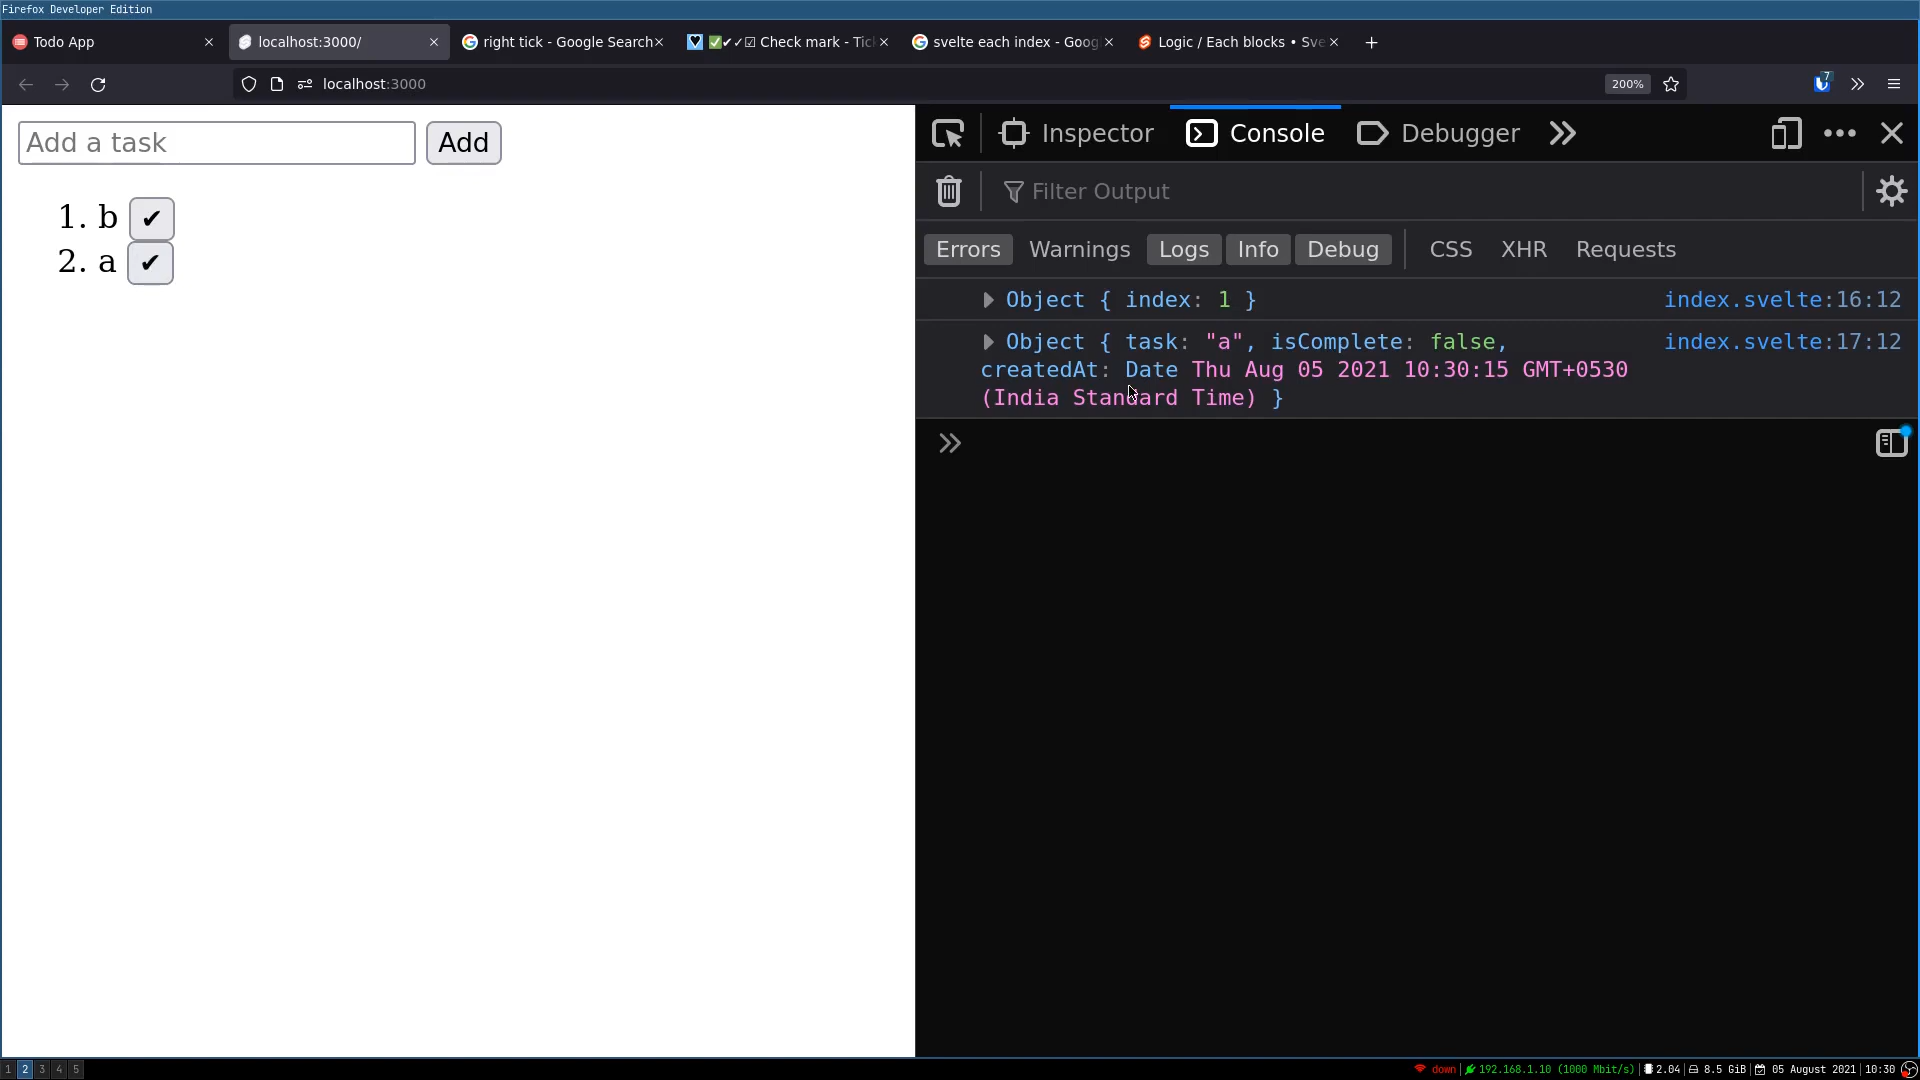 Firefox Developer Edition
Todo App
localhost:3000/
right tick - Google Search
✅✔✓☑ Check mark - Tic
svelte each index - Goog
Logic / Each blocks • Sve
localhost:3000
200%
7
Add a task
Add
1. b ✔
2. a ✔
Inspector
Console
Debugger
Filter Output
Errors
Warnings
Logs
Info
Debug
CSS
XHR
Requests
Object { index: 1 }
index.svelte:16:12
Object { task: "a", isComplete: false,
index.svelte:17:12
createdAt: Date Thu Aug 05 2021 10:30:15 GMT+0530
(India Standard Time) }
1 2 3 4 5
down | 192.168.1.10 (1000 Mbit/s) | 2.04 | 8.5 GiB | 05 August 2021 | 10:30